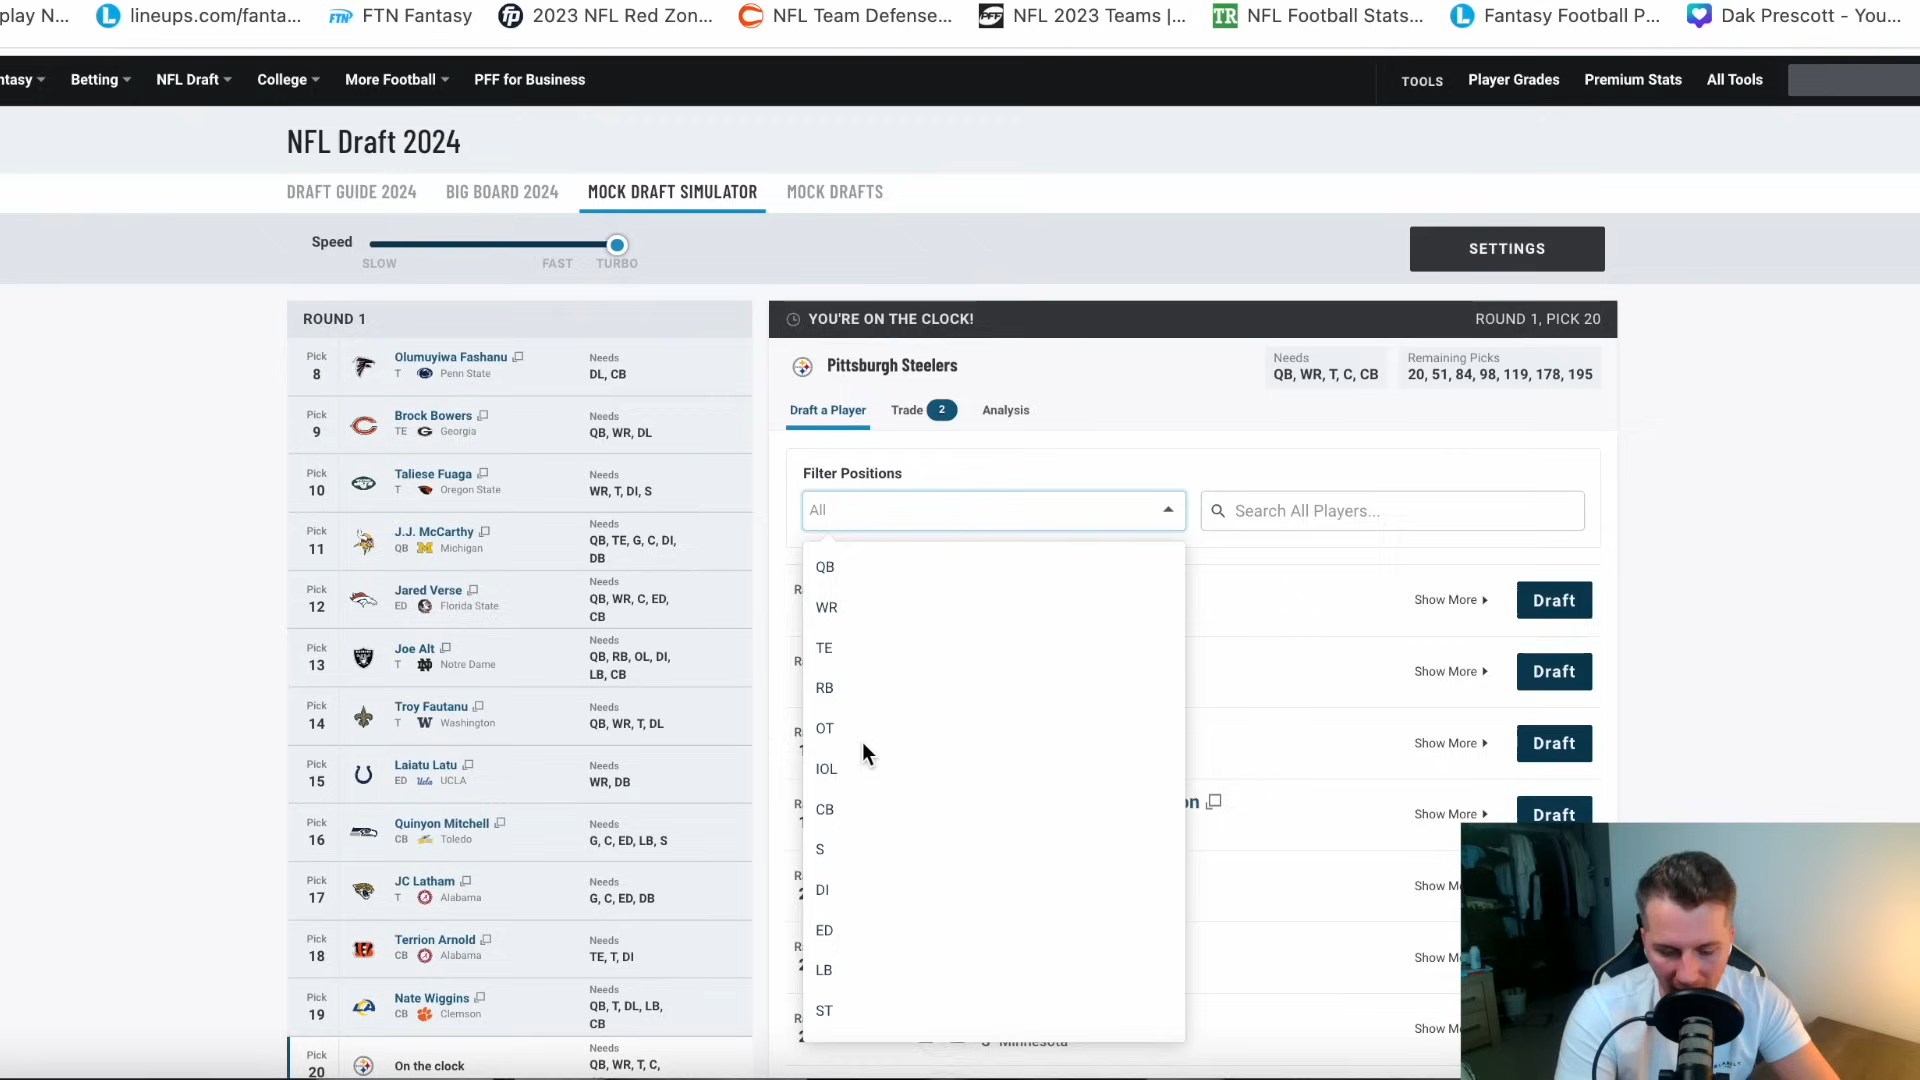 play N...
lineups.com/fanta...
FTN Fantasy
2023 NFL Red Zon...
NFL Team Defense...
NFL 2023 Teams |...
NFL Football Stats...
Fantasy Football P...
Dak Prescott - You...
ntasy
Betting
NFL Draft
College
More Football
PFF for Business
TOOLS
Player Grades
Premium Stats
All Tools
NFL Draft 2024
DRAFT GUIDE 2024
BIG BOARD 2024
MOCK DRAFT SIMULATOR
MOCK DRAFTS
Speed
SLOW
FAST
TURBO
SETTINGS
ROUND 1
Pick 8
Olumuyiwa Fashanu
T Penn State
Needs
DL, CB
Pick 9
Brock Bowers
TE Georgia
Needs
QB, WR, DL
Pick 10
Taliese Fuaga
T Oregon State
Needs
WR, T, DI, S
Pick 11
J.J. McCarthy
QB Michigan
Needs
QB, TE, G, C, DI,
DB
Pick 12
Jared Verse
ED Florida State
Needs
QB, WR, C, ED,
CB
Pick 13
Joe Alt
T Notre Dame
Needs
QB, RB, OL, DI,
LB, CB
Pick 14
Troy Fautanu
T Washington
Needs
QB, WR, T, DL
Pick 15
Laiatu Latu
ED UCLA
Needs
WR, DB
Pick 16
Quinyon Mitchell
CB Toledo
Needs
G, C, ED, LB, S
Pick 17
JC Latham
T Alabama
Needs
G, C, ED, DB
Pick 18
Terrion Arnold
CB Alabama
Needs
TE, T, DI
Pick 19
Nate Wiggins
CB Clemson
Needs
QB, T, DL, LB,
CB
Pick 20
On the clock
Needs
QB, WR, T, C,
YOU'RE ON THE CLOCK!
ROUND 1, PICK 20
Pittsburgh Steelers
Needs
QB, WR, T, C, CB
Remaining Picks
20, 51, 84, 98, 119, 178, 195
Draft a Player
Trade 2
Analysis
Filter Positions
All
Search All Players...
QB
WR
TE
RB
OT
IOL
CB
S
DI
ED
LB
ST
Show More
Draft
Show More
Draft
Show More
Draft
on
Show More
Draft
Show M
Show M
Show M
S Minnesota